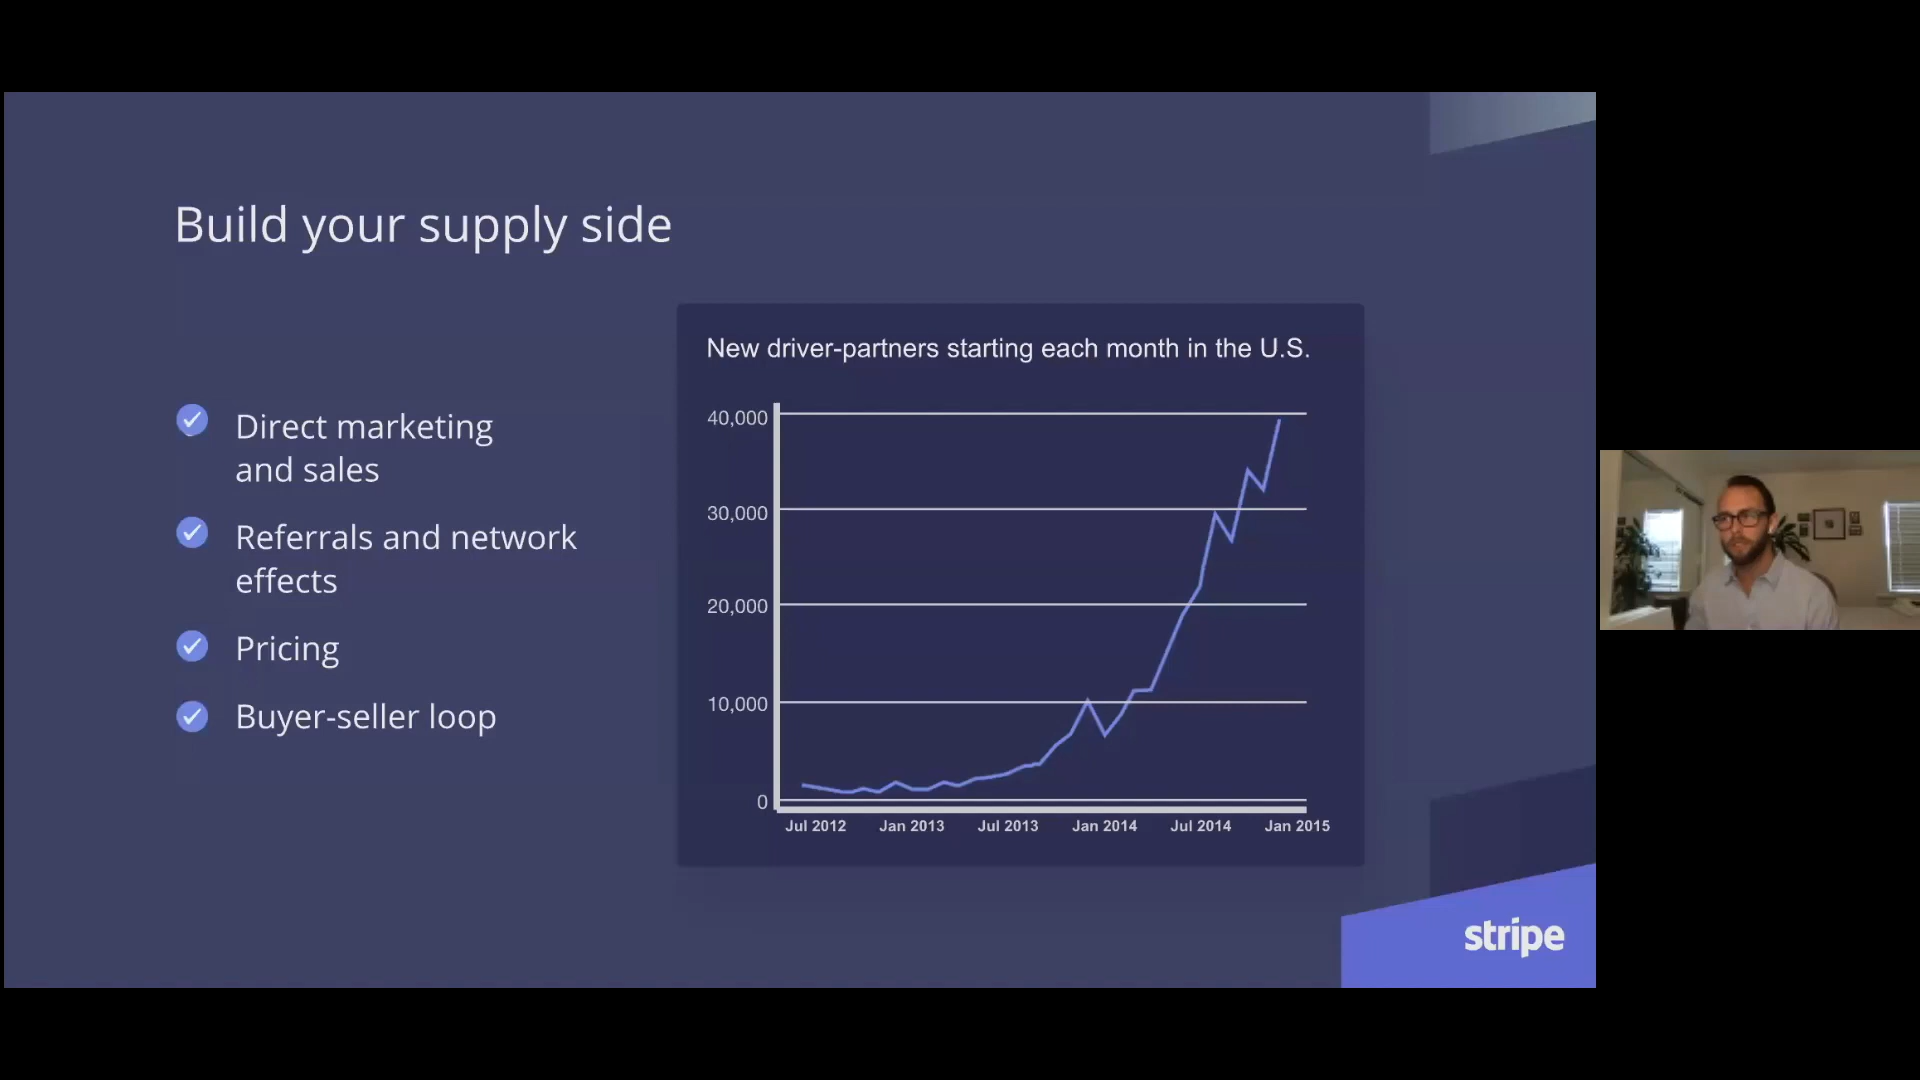 Build your supply side
Direct marketing
and sales
Referrals and network
effects
Pricing
Buyer-seller loop
New driver-partners starting each month in the U.S.
40,000
30,000
20,000
10,000
0
Jul 2012 Jan 2013 Jul 2013 Jan 2014 Jul 2014 Jan 2015
stripe